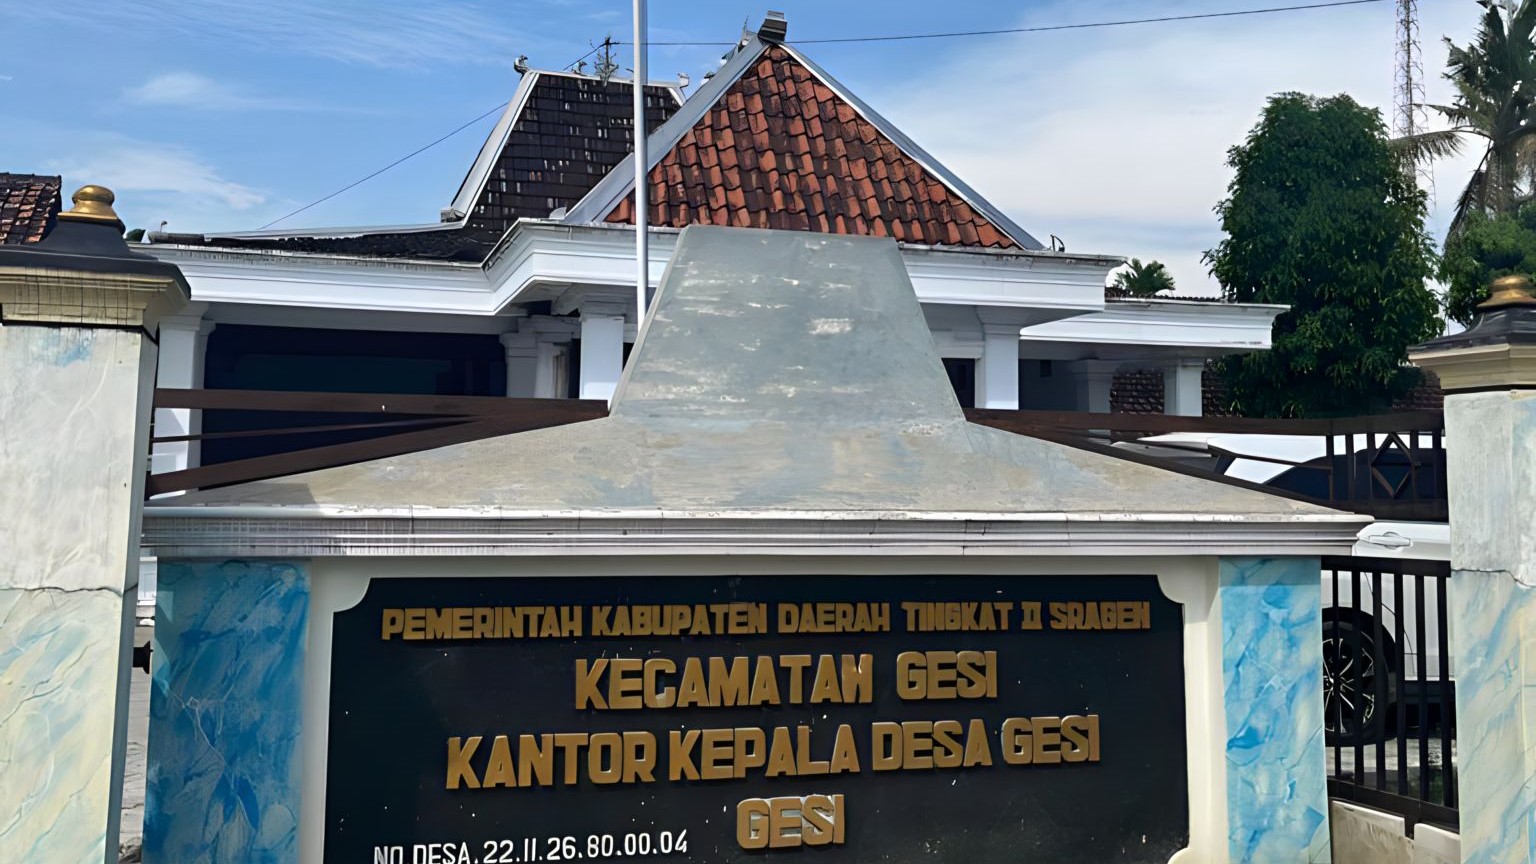 PEMERINTAH KABUPATEN DAERAH TINGKAT II SRAGEN
KECAMATAN GESI
KANTOR KEPALA DESA GESI
GESI
NO DESA.22.11.26.80.00.04